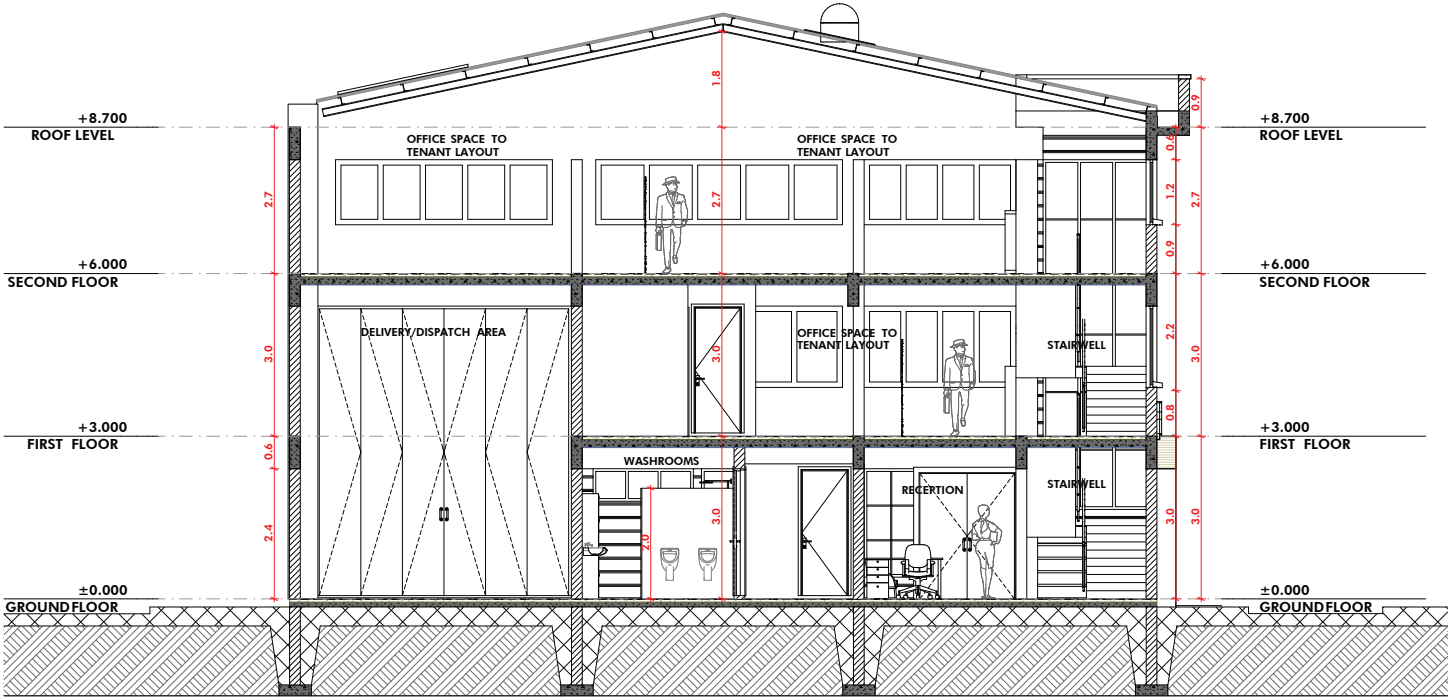 1.8
0.9
+8.700
ROOF LEVEL
+8.700
ROOF LEVEL
OFFICE SPACE TO
TENANT LAYOUT
OFFICE SPACE TO
TENANT LAYOUT
0.6
2.7
2.7
1.2
2.7
0.9
+6.000
SECOND FLOOR
+6.000
SECOND FLOOR
DELIVERY/DISPATCH AREA
OFFICE SPACE TO
TENANT LAYOUT
STAIRWELL
3.0
3.0
2.2
3.0
0.8
+3.000
FIRST FLOOR
+3.000
FIRST FLOOR
0.6
WASHROOMS
RECEPTION
STAIRWELL
2.4
2.0
3.0
3.0
3.0
±0.000
GROUND FLOOR
±0.000
GROUND FLOOR